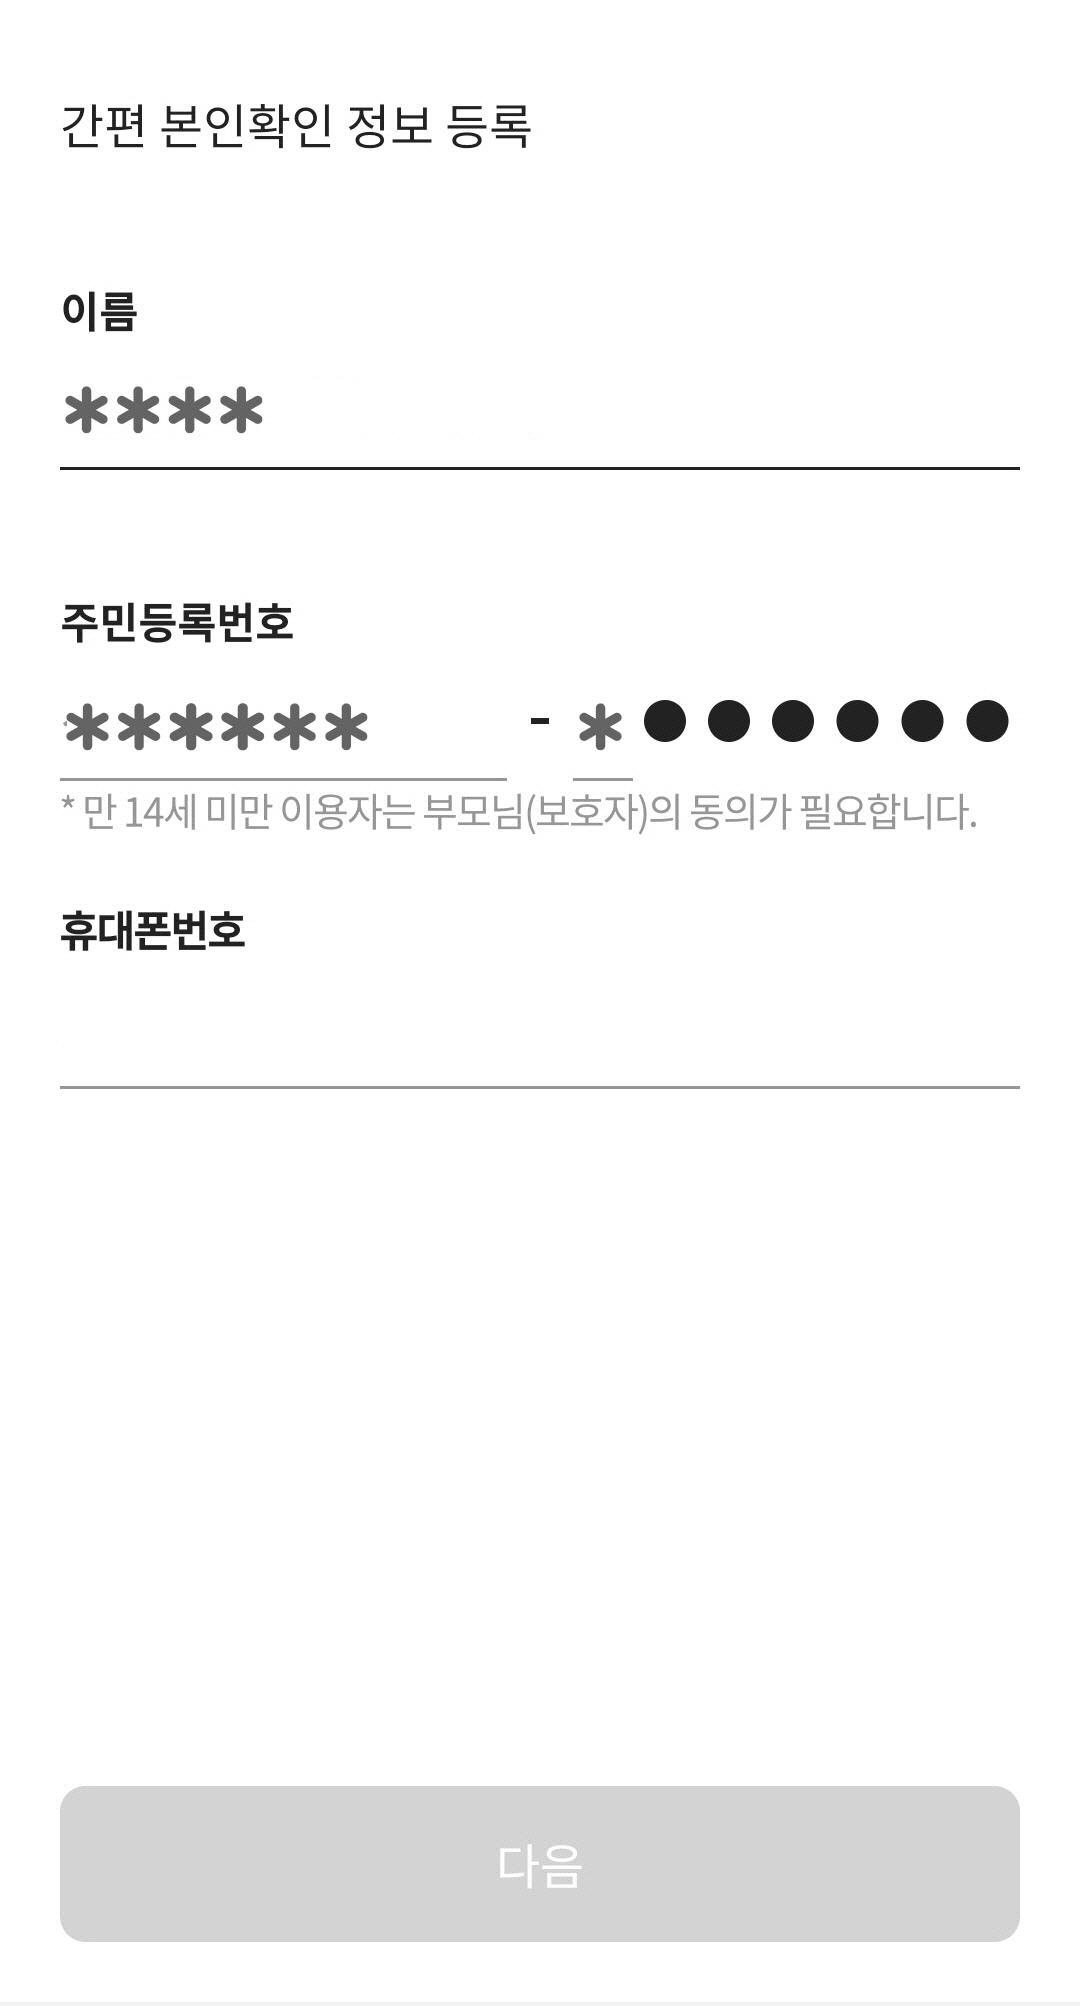 간편 본인확인 정보 등록
이름
****
주민등록번호
****** - *●●●●●●
* 만 14세 미만 이용자는 부모님(보호자)의 동의가 필요합니다.
휴대폰번호
다음